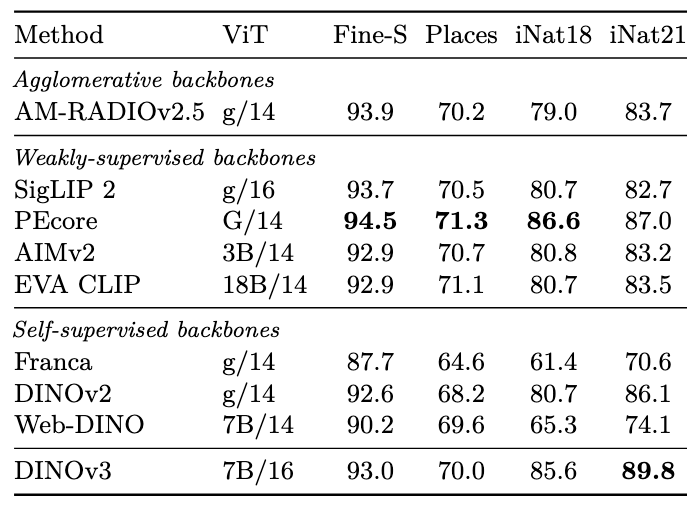 Method ViT Fine-S Places iNat18 iNat21
Agglomerative backbones
AM-RADIOv2.5 g/14 93.9 70.2 79.0 83.7
Weakly-supervised backbones
SigLIP 2 g/16 93.7 70.5 80.7 82.7
PEcore G/14 94.5 71.3 86.6 87.0
AIMv2 3B/14 92.9 70.7 80.8 83.2
EVA CLIP 18B/14 92.9 71.1 80.7 83.5
Self-supervised backbones
Franca g/14 87.7 64.6 61.4 70.6
DINOv2 g/14 92.6 68.2 80.7 86.1
Web-DINO 7B/14 90.2 69.6 65.3 74.1
DINOv3 7B/16 93.0 70.0 85.6 89.8